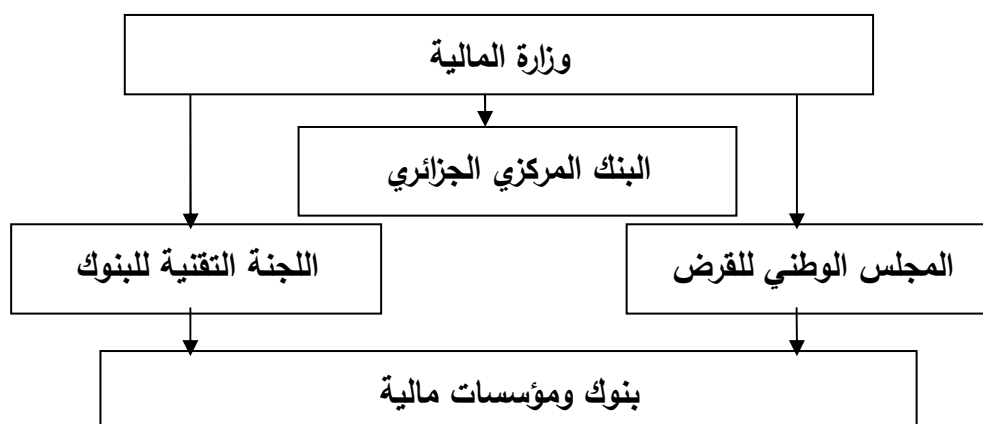 وزارة المالية
البنك المركزي الجزائري
المجلس الوطني للقرض
اللجنة التقنية للبنوك
بنوك ومؤسسات مالية